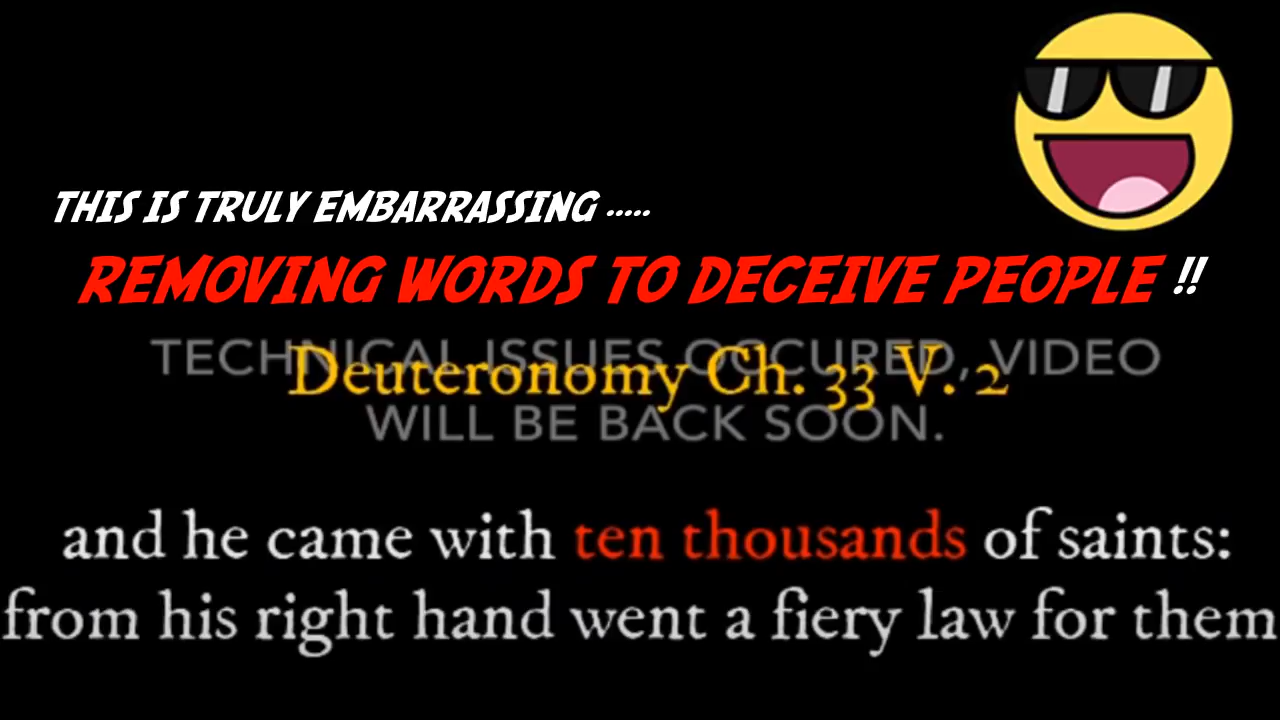 THIS IS TRULY EMBARRASSING .....
REMOVING WORDS TO DECEIVE PEOPLE !!
TECHNICAL ISSUES OCCURED, VIDEO
Deuteronomy Ch. 33 V. 2
WILL BE BACK SOON.
and he came with ten thousands of saints:
from his right hand went a fiery law for them